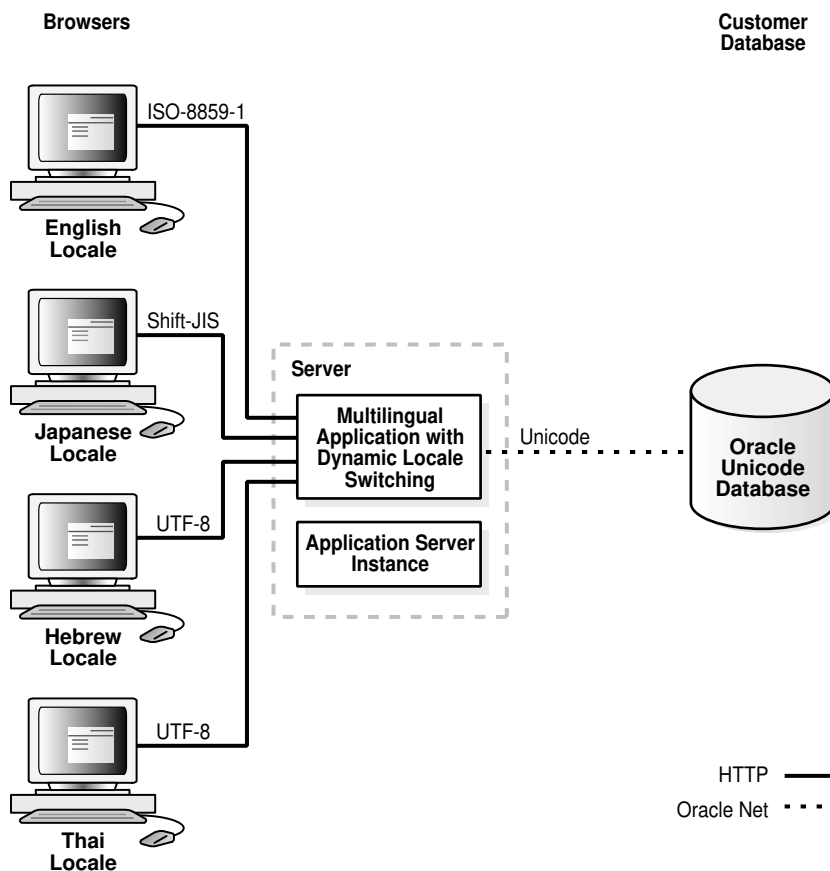 Browsers
Customer
Database
ISO-8859-1
English
Locale
Shift-JIS
Japanese
Locale
UTF-8
Hebrew
Locale
UTF-8
Thai
Locale
Server
Multilingual
Application with
Dynamic Locale
Switching
Application Server
Instance
Unicode
Oracle
Unicode
Database
HTTP
Oracle Net